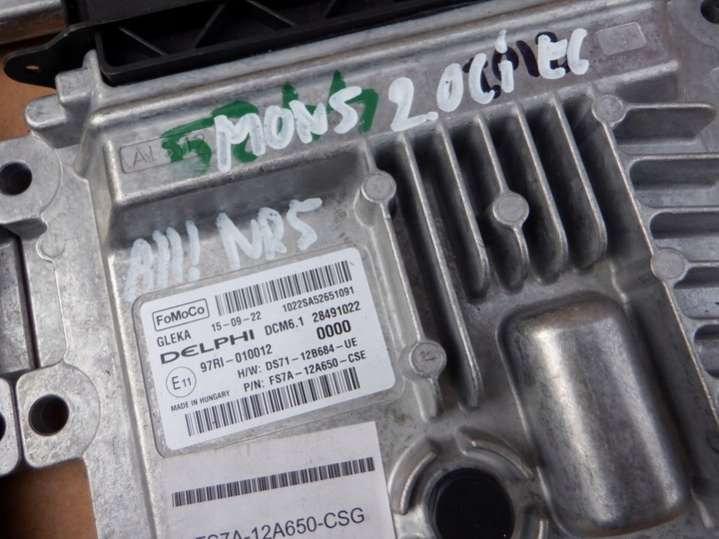 MONS 2.0Ci EC
All! NR5
FoMoCo
GLEKA 15-09-22 1022SA52651091
DELPHI DCM6.1 28491022
97RI-010012 0000
E11 H/W: DS71-12B684-UE
MADE IN HUNGARY P/N: FS7A-12A650-CSE
FS7A-12A650-CSG